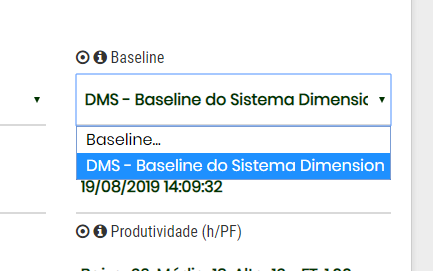 Baseline
DMS - Baseline do Sistema Dimensic
Baseline...
DMS - Baseline do Sistema Dimension
19/08/2019 14:09:32
Produtividade (h/PF)